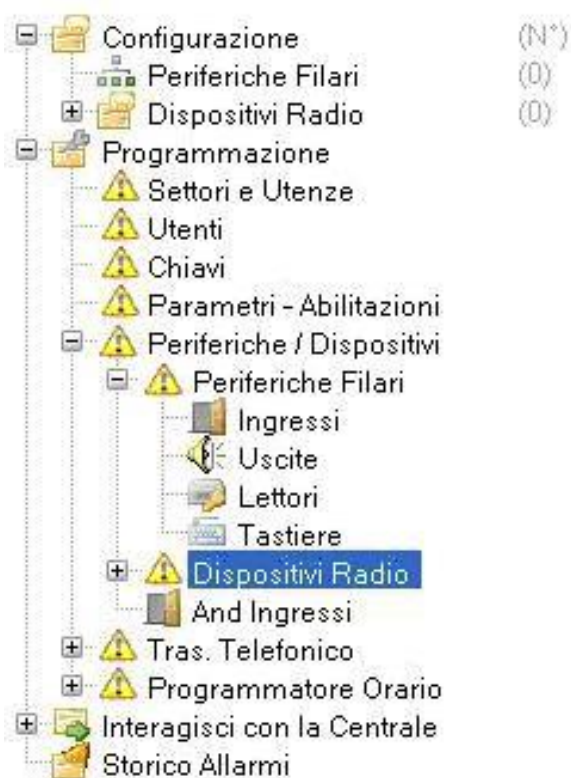 Configurazione (N°)
Periferiche Filari (0)
Dispositivi Radio (0)
Programmazione
Settori e Utenze
Utenti
Chiavi
Parametri - Abilitazioni
Periferiche / Dispositivi
Periferiche Filari
Ingressi
Uscite
Lettori
Tastiere
Dispositivi Radio
And Ingressi
Tras. Telefonico
Programmatore Orario
Interagisci con la Centrale
Storico Allarmi